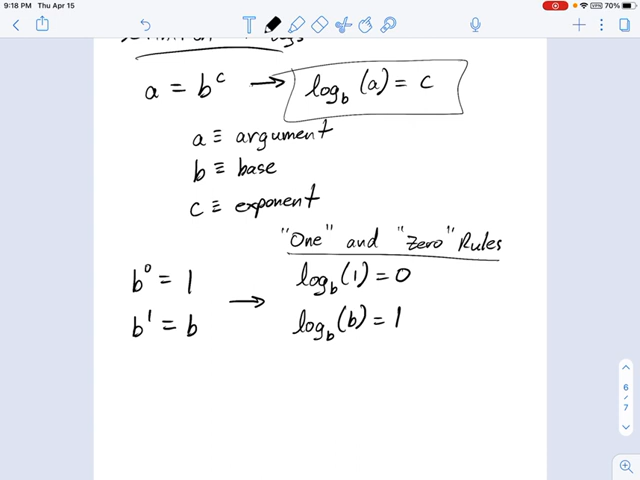 9:18 PM Thu Apr 15
VPN 70%
a = b^c → log_b (a) = c
a ≡ argument
b ≡ base
c ≡ exponent
"One" and "Zero" Rules
b^0 = 1 → log_b (1) = 0
b^1 = b log_b (b) = 1
6
/
7